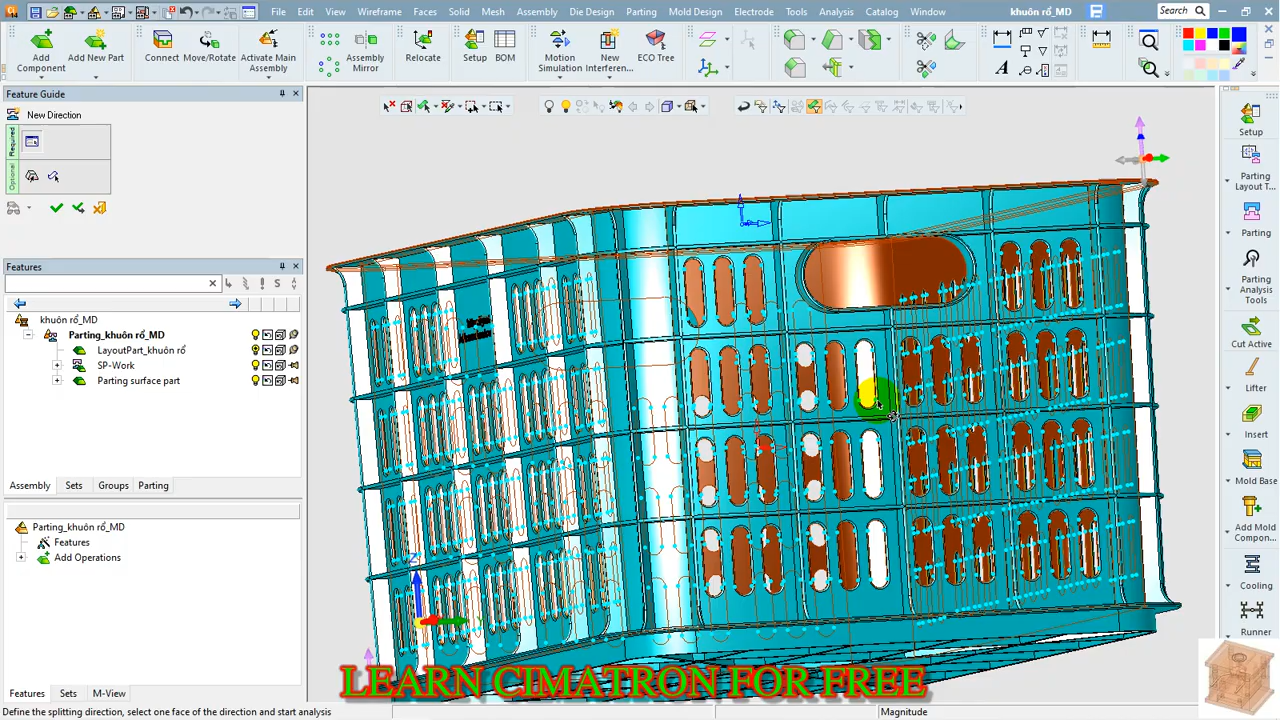 File Edit View Wireframe Faces Solid Mesh Assembly Die Design Parting Mold Design Electrode Tools Analysis Catalog Window
khuôn rổ_MD
Search
Add Component
Add New Part
Connect
Move/Rotate
Activate Main Assembly
Assembly Mirror
Relocate
Setup
BOM
Motion Simulation
New Interferen...
ECO Tree
Feature Guide
New Direction
Required
Optional
Features
khuôn rổ_MD
Parting_khuôn rổ_MD
LayoutPart_khuôn rổ
SP-Work
Parting surface part
Assembly Sets Groups Parting
Parting_khuôn rổ_MD
Features
Add Operations
Features Sets M-View
Define the splitting direction, select one face of the direction and start analysis
Magnitude
Setup
Parting Layout T...
Parting
Parting Analysis Tools
Cut Active
Lifter
Insert
Mold Base
Add Mold Compon...
Cooling
Runner
Z
LEARN CIMATRON FOR FREE